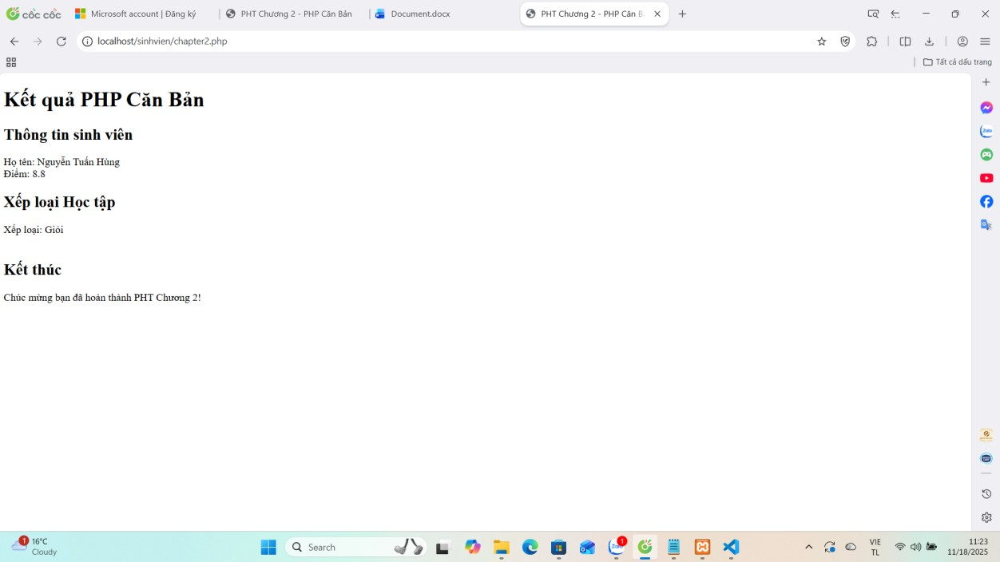 cốc cốc
Microsoft account | Đăng ký
PHT Chương 2 - PHP Căn Bản
Document.docx
PHT Chương 2 - PHP Căn B
localhost/sinhvien/chapter2.php
Tất cả dấu trang
Kết quả PHP Căn Bản
Thông tin sinh viên
Họ tên: Nguyễn Tuấn Hùng
Điểm: 8.8
Xếp loại Học tập
Xếp loại: Giỏi
Kết thúc
Chúc mừng bạn đã hoàn thành PHT Chương 2!
Zalo
1
16°C
Cloudy
Search
Zalo
1
VIE
TL
11:23
11/18/2025